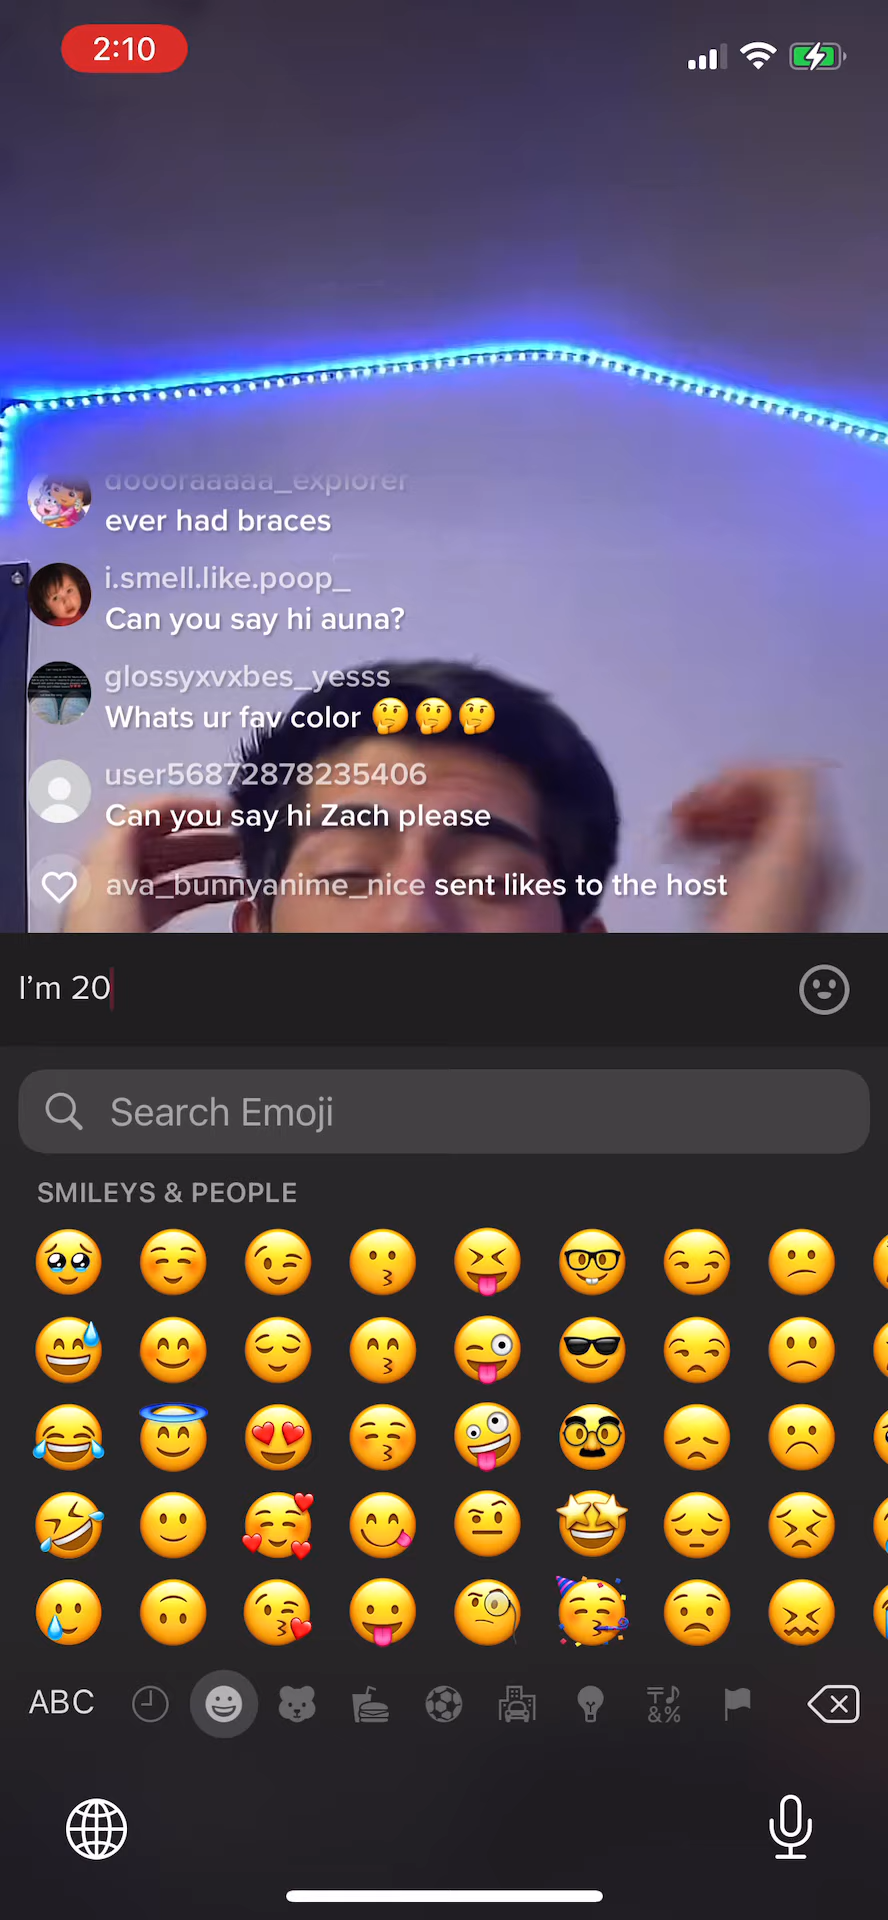 2:10
doooraaaaa_explorer
ever had braces
i.smell.like.poop_
Can you say hi auna?
glossyxvxbes_yesss
Whats ur fav color 🤔🤔🤔
user56872878235406
Can you say hi Zach please
ava_bunnyanime_nice sent likes to the host
I'm 20
Search Emoji
SMILEYS & PEOPLE
ABC